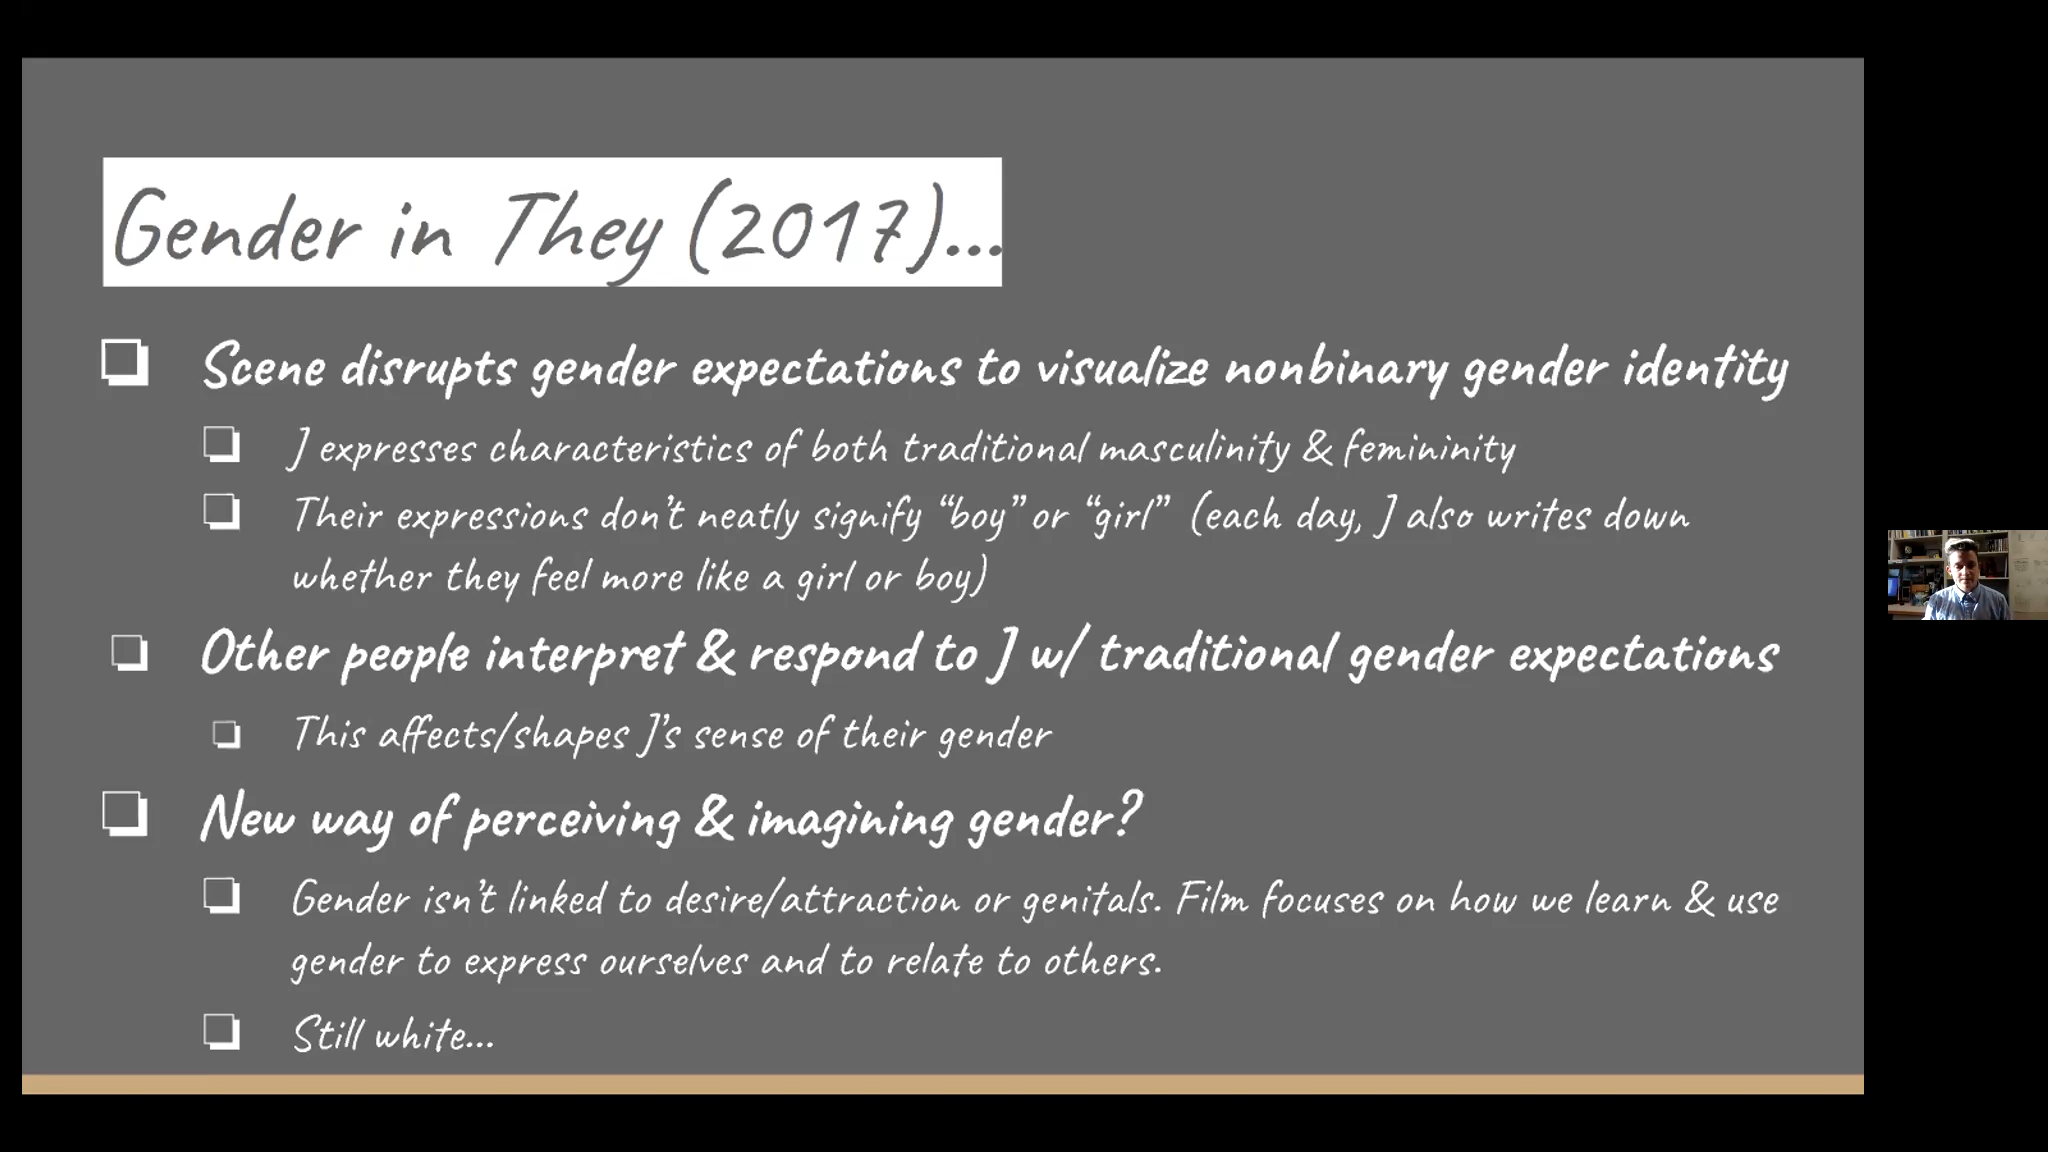 Gender in They (2017)...
Scene disrupts gender expectations to visualize nonbinary gender identity
J expresses characteristics of both traditional masculinity & femininity
Their expressions don't neatly signify “boy” or “girl” (each day, J also writes down
whether they feel more like a girl or boy)
Other people interpret & respond to J w/ traditional gender expectations
This affects/shapes J's sense of their gender
New way of perceiving & imagining gender?
Gender isn't linked to desire/attraction or genitals. Film focuses on how we learn & use
gender to express ourselves and to relate to others.
Still white...